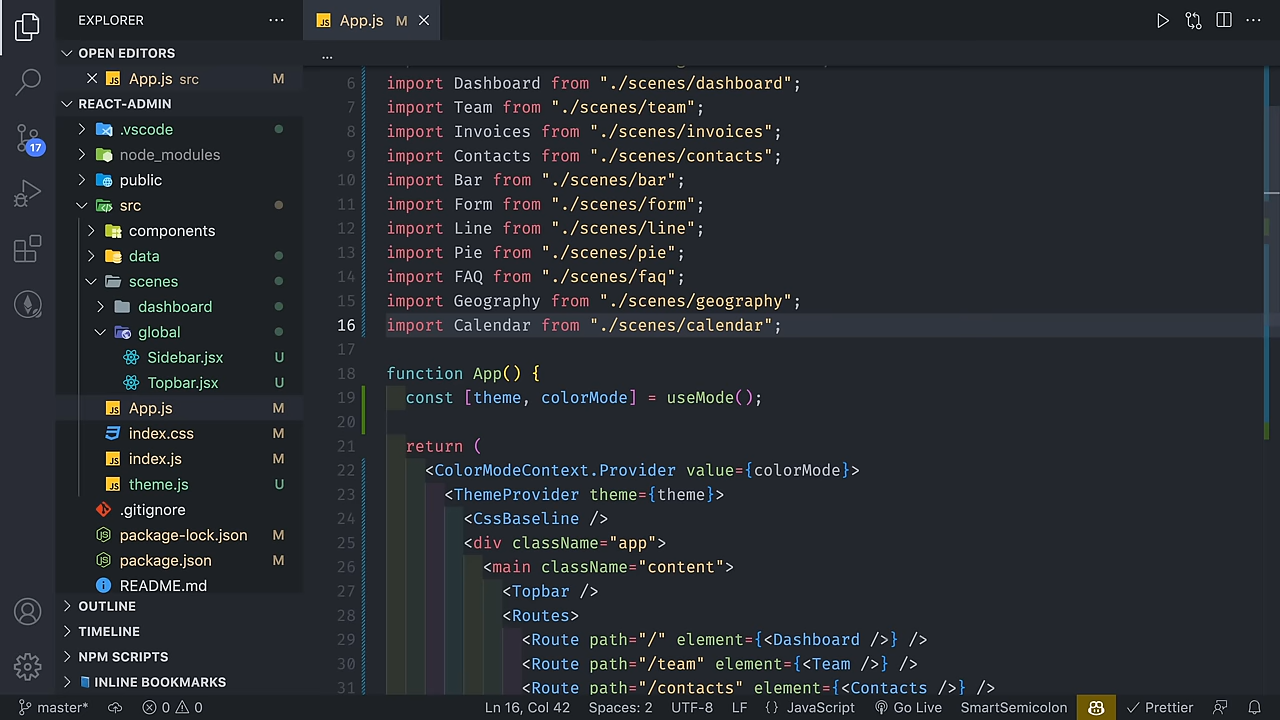 EXPLORER
OPEN EDITORS
App.js src M
REACT-ADMIN
.vscode
node_modules
public
src
components
data
scenes
dashboard
global
Sidebar.jsx U
Topbar.jsx U
App.js M
index.css M
index.js M
theme.js U
.gitignore
package-lock.json M
package.json M
README.md
OUTLINE
TIMELINE
NPM SCRIPTS
INLINE BOOKMARKS
17
JS App.js M
...
6 import Dashboard from "./scenes/dashboard";
7 import Team from "./scenes/team";
8 import Invoices from "./scenes/invoices";
9 import Contacts from "./scenes/contacts";
10 import Bar from "./scenes/bar";
11 import Form from "./scenes/form";
12 import Line from "./scenes/line";
13 import Pie from "./scenes/pie";
14 import FAQ from "./scenes/faq";
15 import Geography from "./scenes/geography";
16 import Calendar from "./scenes/calendar";
17
18 function App() {
19 const [theme, colorMode] = useMode();
20
21 return (
22 <ColorModeContext.Provider value={colorMode}>
23 <ThemeProvider theme={theme}>
24 <CssBaseline />
25 <div className="app">
26 <main className="content">
27 <Topbar />
28 <Routes>
29 <Route path="/" element={<Dashboard />} />
30 <Route path="/team" element={<Team />} />
31 <Route path="/contacts" element={<Contacts />} />
master* 0 0 Ln 16, Col 42 Spaces: 2 UTF-8 LF {} JavaScript Go Live SmartSemicolon Prettier